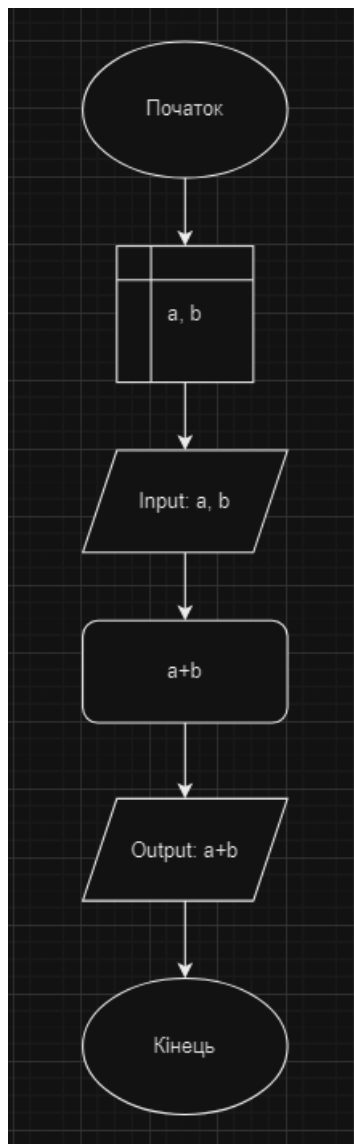 Початок
a, b
Input: a, b
a+b
Output: a+b
Кінець